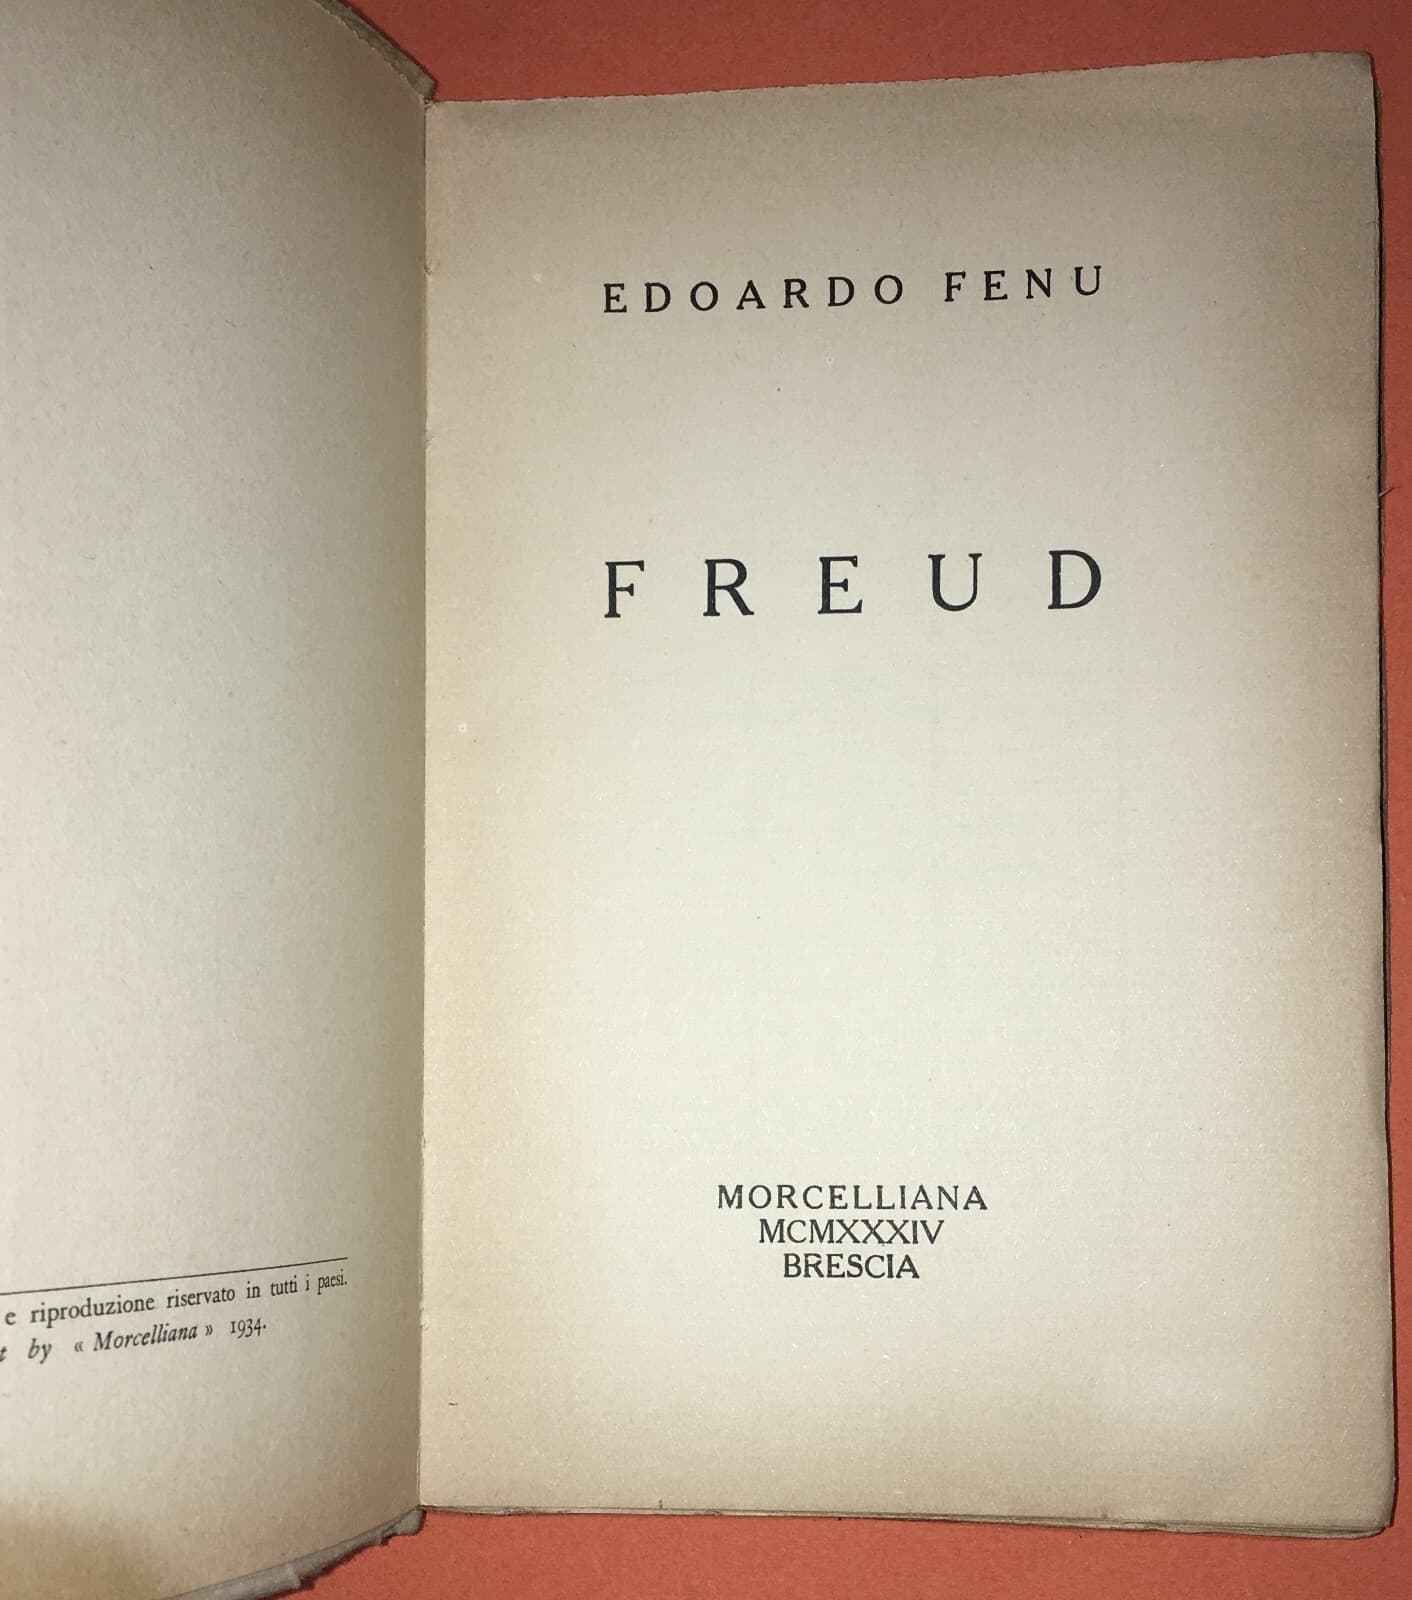 e riproduzione riservato in tutti i paesi.
by « Morcelliana » 1934.
EDOARDO FENU
FREUD
MORCELLIANA
MCMXXXIV
BRESCIA